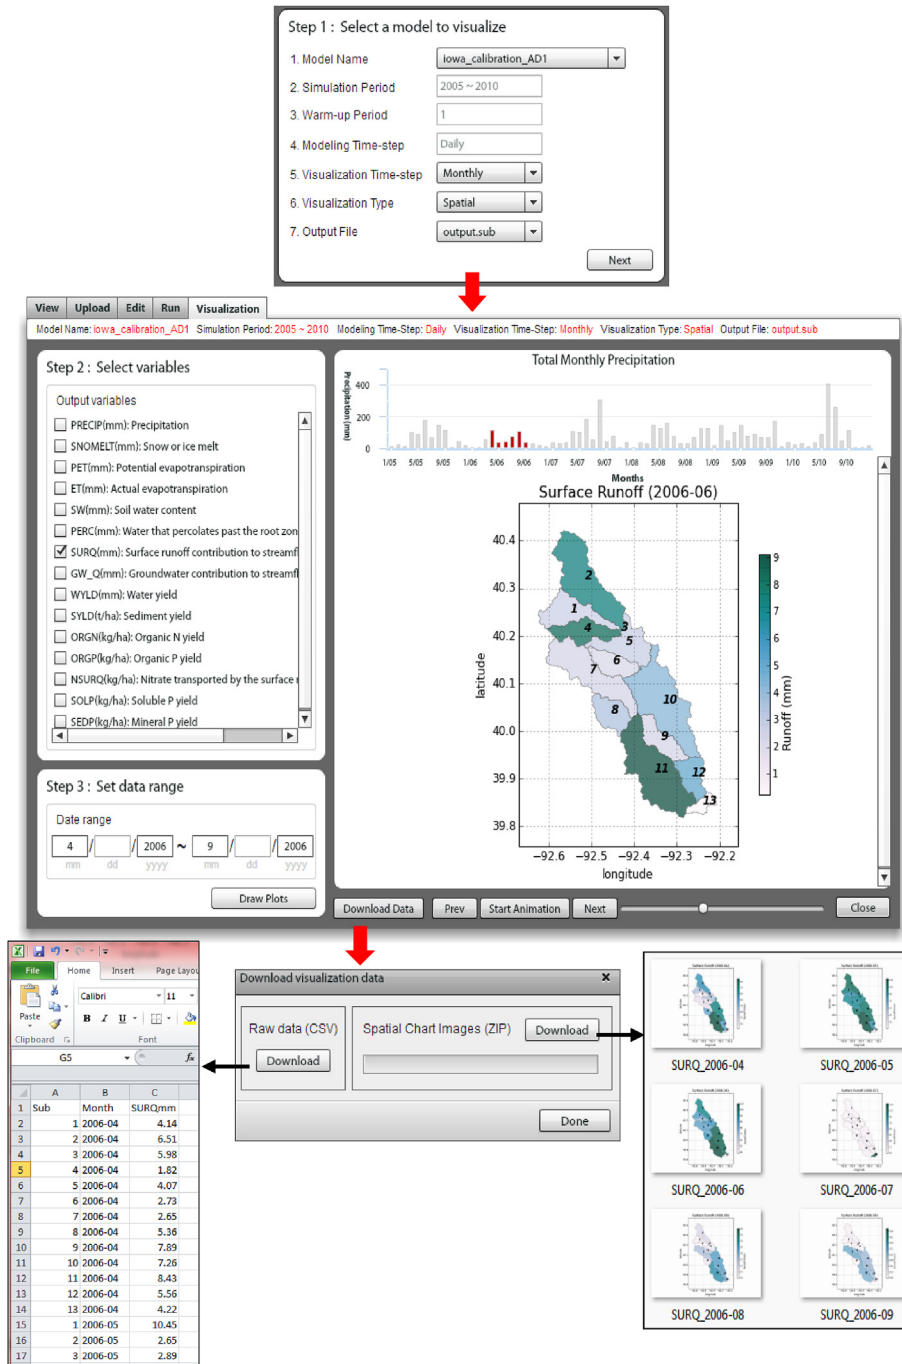 Step 1 : Select a model to visualize
1. Model Name iowa_calibration_AD1
2. Simulation Period 2005 ~ 2010
3. Warm-up Period 1
4. Modeling Time-step Daily
5. Visualization Time-step Monthly
6. Visualization Type Spatial
7. Output File output.sub
Next
View Upload Edit Run Visualization
Model Name: iowa_calibration_AD1 Simulation Period: 2005 ~ 2010 Modeling Time-Step: Daily Visualization Time-Step: Monthly Visualization Type: Spatial Output File: output.sub
Step 2 : Select variables
Output variables
PRECIP(mm): Precipitation
SNOMELT(mm): Snow or ice melt
PET(mm): Potential evapotranspiration
ET(mm): Actual evapotranspiration
SW(mm): Soil water content
PERC(mm): Water that percolates past the root zon
SURQ(mm): Surface runoff contribution to streamfl
GW_Q(mm): Groundwater contribution to streamfl
WYLD(mm): Water yield
SYLD(t/ha): Sediment yield
ORGN(kg/ha): Organic N yield
ORGP(kg/ha): Organic P yield
NSURQ(kg/ha): Nitrate transported by the surface r
SOLP(kg/ha): Soluble P yield
SEDP(kg/ha): Mineral P yield
Step 3 : Set data range
Date range
4 / / 2006 ~ 9 / / 2006
mm dd yyyy mm dd yyyy
Draw Plots
Total Monthly Precipitation
Precipitation (mm)
400
200
0
1/05 5/05 9/05 1/06 5/06 9/06 1/07 5/07 9/07 1/08 5/08 9/08 1/09 5/09 9/09 1/10 5/10 9/10
Months
Surface Runoff (2006-06)
latitude
40.4
40.3
40.2
40.1
40.0
39.9
39.8
2
1
4
3
5
6
7
10
8
9
11
12
13
−92.6 −92.5 −92.4 −92.3 −92.2
longitude
9
8
7
6
5
4
3
2
1
Runoff (mm)
Download Data Prev Start Animation Next Close
File Home Insert Page Layou
Paste Calibri 11
B I U
Clipboard Font
G5 fx
A B C
1 Sub Month SURQmm
2 1 2006-04 4.14
3 2 2006-04 6.51
4 3 2006-04 5.98
5 4 2006-04 1.82
6 5 2006-04 4.07
7 6 2006-04 2.73
8 7 2006-04 2.65
9 8 2006-04 5.36
10 9 2006-04 7.89
11 10 2006-04 7.26
12 11 2006-04 8.43
13 12 2006-04 5.56
14 13 2006-04 4.22
15 1 2006-05 10.45
16 2 2006-05 2.65
17 3 2006-05 2.89
Download visualization data x
Raw data (CSV)
Download
Spatial Chart Images (ZIP) Download
Done
SURQ_2006-04 SURQ_2006-05
SURQ_2006-06 SURQ_2006-07
SURQ_2006-08 SURQ_2006-09